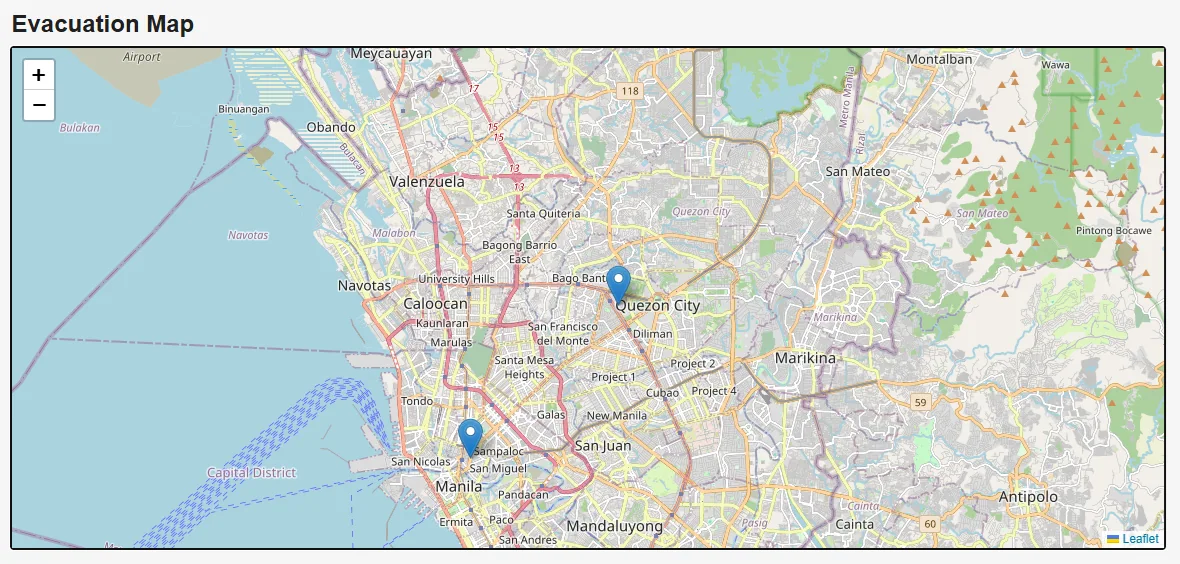 Evacuation Map
+
−
Airport
Meycauayan
Montalban
Wawa
17
118
Metro Manila
Binuangan
Bulakan
Obando
15
15
Bulacan
Rizal
13
13
Valenzuela
San Mateo
Santa Quiteria
Quezon City
San Mateo
Navotas
Malabon
Pintong Bocawe
Bagong Barrio
East
University Hills
Bago Bant
Navotas
Caloocan
Quezon City
Marikina
Kaunlaran
San Francisco
del Monte
Diliman
Marulas
Santa Mesa
Heights
Project 2
Marikina
Project 1
Cubao
Project 4
Tondo
59
Galas
New Manila
San Juan
Sampaloc
San Nicolas
San Miguel
Capital District
Manila
Pandacan
Antipolo
Cainta
Ermita
Paco
Mandaluyong
Pasig
Cainta
60
San Andres
Leaflet